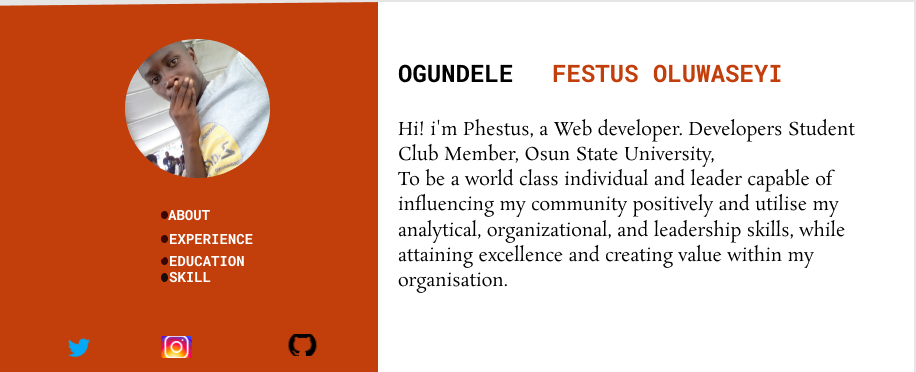 ABOUT
EXPERIENCE
EDUCATION
SKILL
OGUNDELE FESTUS OLUWASEYI
Hi! i'm Phestus, a Web developer. Developers Student
Club Member, Osun State University,
To be a world class individual and leader capable of
influencing my community positively and utilise my
analytical, organizational, and leadership skills, while
attaining excellence and creating value within my
organisation.